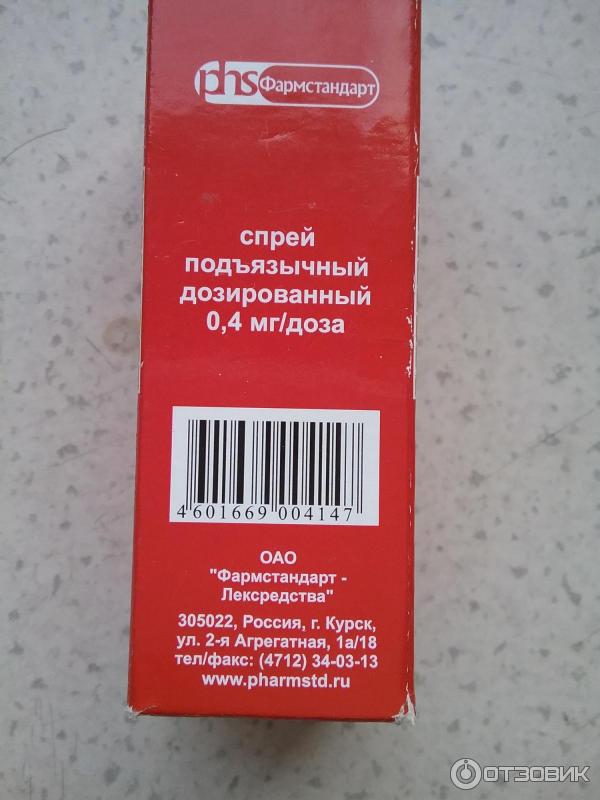 phs Фармстандарт
спрей
подъязычный
дозированный
0,4 мг/доза
4 601669 004147
ОАО
"Фармстандарт -
Лексредства"
305022, Россия, г. Курск,
ул. 2-я Агрегатная, 1а/18
тел/факс: (4712) 34-03-13
www.pharmstd.ru
ОТЗОВИК